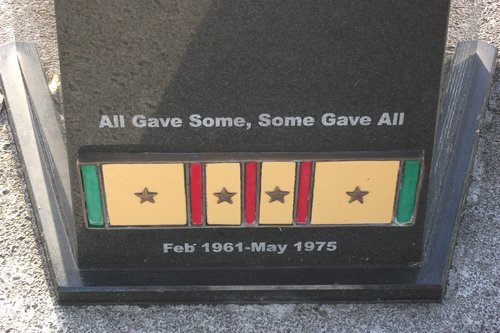 All Gave Some, Some Gave All
Feb 1961-May 1975